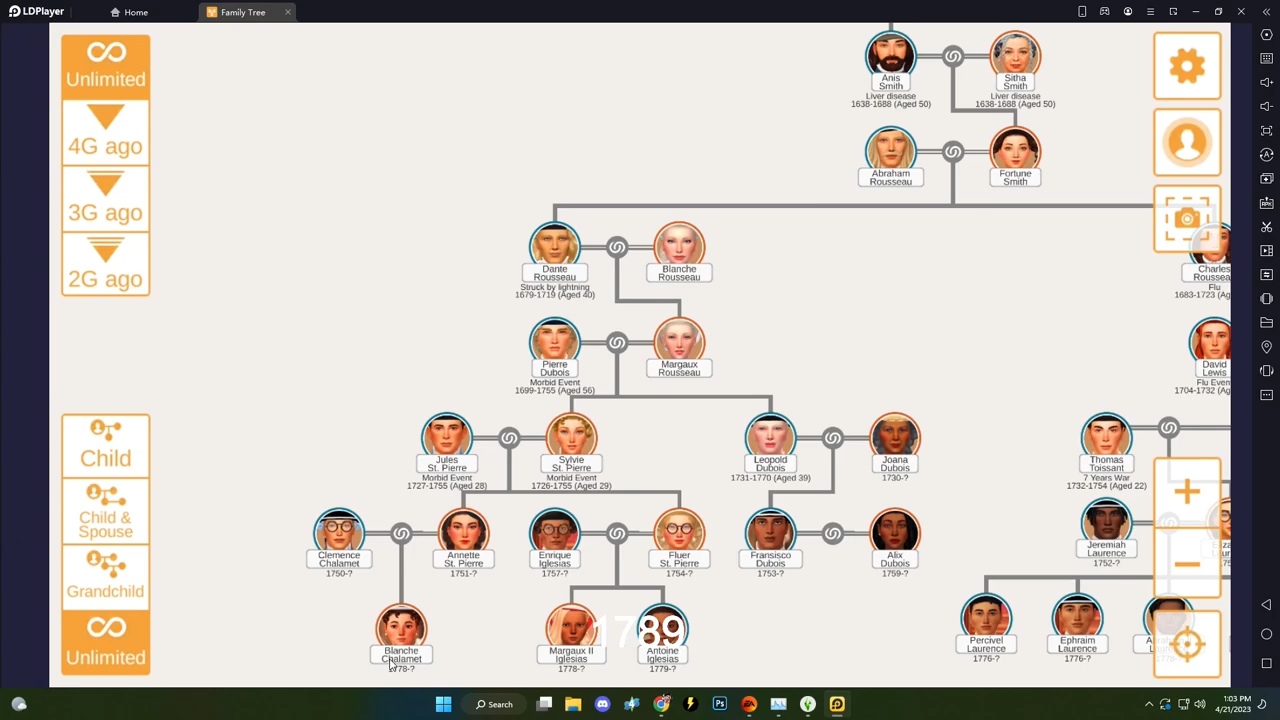 LDPlayer
Home
Family Tree
Unlimited
4G ago
3G ago
2G ago
Child
Child &
Spouse
Grandchild
Unlimited
Anis
Smith
Liver disease
1638-1688 (Aged 50)
Sitha
Smith
Liver disease
1638-1688 (Aged 50)
Abraham
Rousseau
Fortune
Smith
Dante
Rousseau
Struck by lightning
1679-1719 (Aged 40)
Blanche
Rousseau
Charles
Flu
1683-1723
Pierre
Dubois
Morbid Event
1699-1755 (Aged 56)
Margaux
Rousseau
David
Lewis
Flu Even
1704-1732
Jules
St. Pierre
Morbid Event
1727-1755 (Aged 28)
Sylvie
St. Pierre
Morbid Event
1726-1755 (Aged 29)
Leopold
Dubois
1731-1770 (Aged 39)
Joana
Dubois
1730-?
Thomas
Toissant
7 Years War
1732-1754 (Aged 22)
Clemence
Chalamet
1750-?
Annette
St. Pierre
1751-?
Enrique
Iglesias
1757-?
Fluer
St. Pierre
1754-?
Fransisco
Dubois
1753-?
Alix
Dubois
1759-?
Jeremiah
Laurence
1752-?
Blanche
Chalamet
1778-?
Margaux II
Iglesias
1778-?
Antoine
Iglesias
1779-?
1789
Percivel
Laurence
1776-?
Ephraim
Laurence
1776-?
Search
1:03 PM
4/21/2023